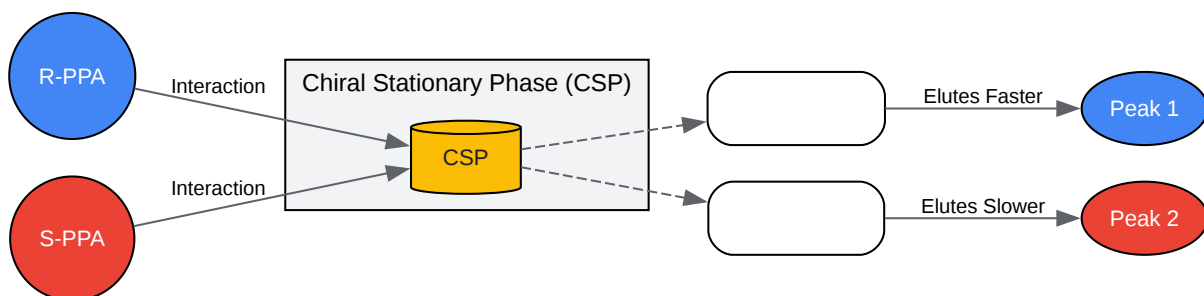 R-PPA
Interaction
Chiral Stationary Phase (CSP)
CSP
Elutes Faster
Peak 1
S-PPA
Interaction
Elutes Slower
Peak 2